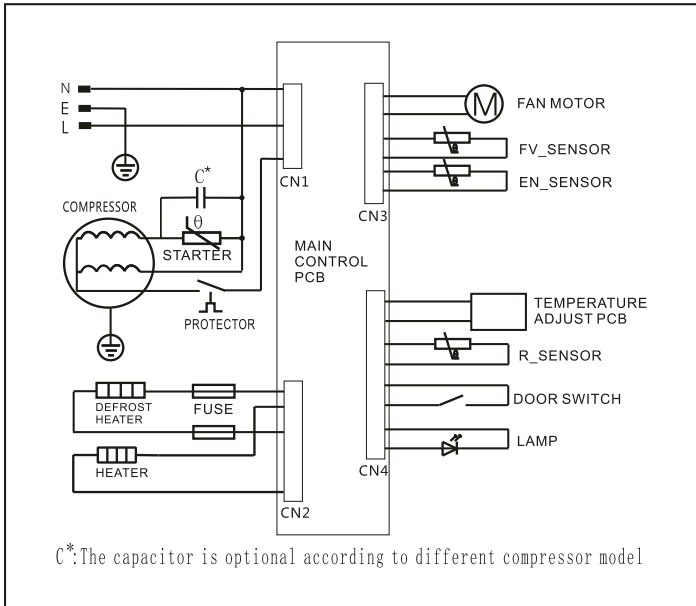 N
E
L
CN1
C*
COMPRESSOR
θ
STARTER
PROTECTOR
MAIN
CONTROL
PCB
DEFROST
HEATER
FUSE
HEATER
CN2
M
FAN MOTOR
θ
FV_SENSOR
θ
EN_SENSOR
CN3
TEMPERATURE
ADJUST PCB
θ
R_SENSOR
DOOR SWITCH
LAMP
CN4
C*:The capacitor is optional according to different compressor model